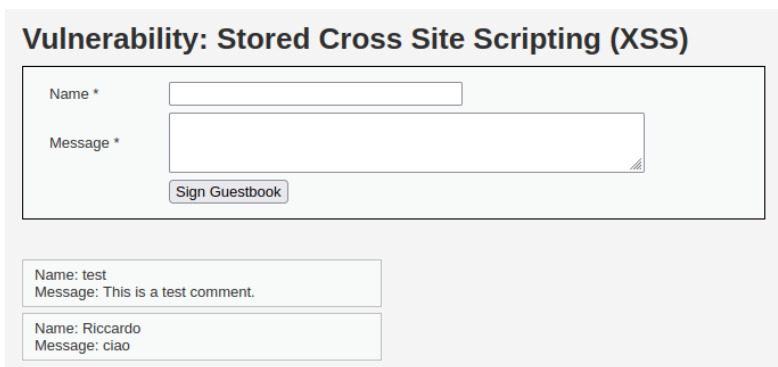 Vulnerability: Stored Cross Site Scripting (XSS)
Name *
Message *
Sign Guestbook
Name: test
Message: This is a test comment.
Name: Riccardo
Message: ciao